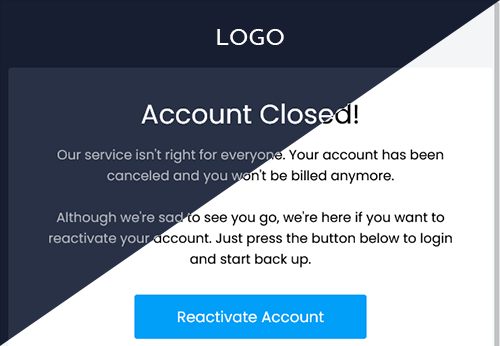 LOGO
Account Closed!
Our service isn't right for everyone. Your account has been
canceled and you won't be billed anymore.
Although we're sad to see you go, we're here if you want to
reactivate your account. Just press the button below to login
and start back up.
Reactivate Account